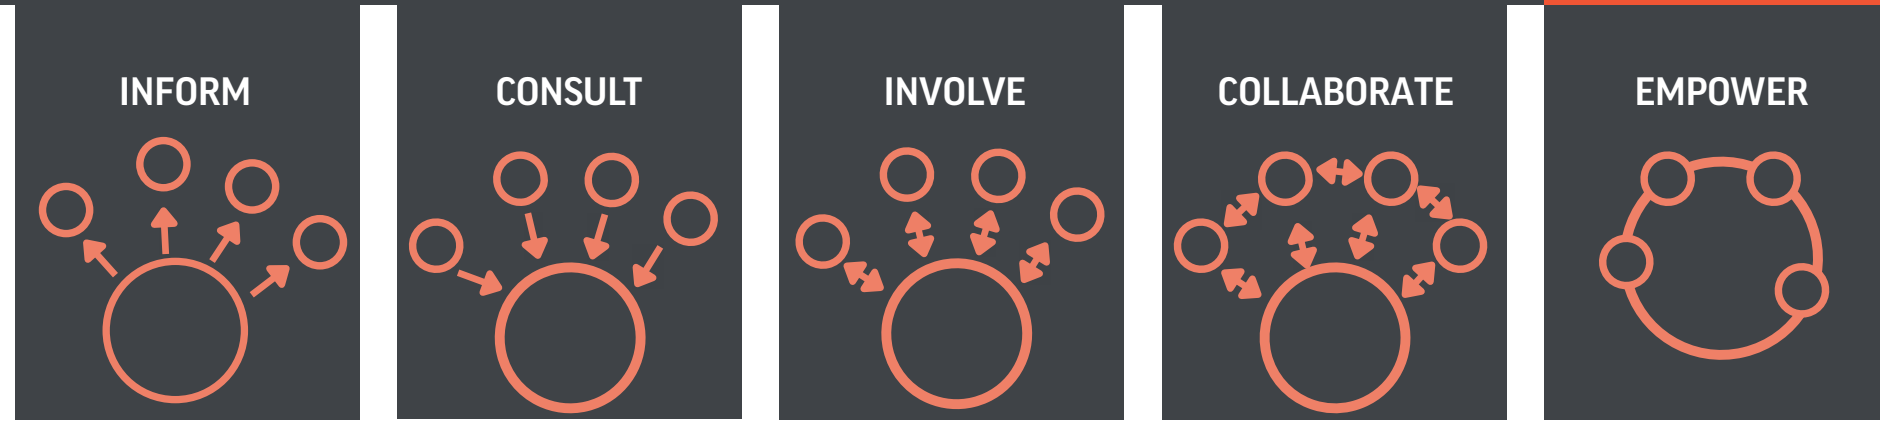 INFORM
CONSULT
INVOLVE
COLLABORATE
EMPOWER